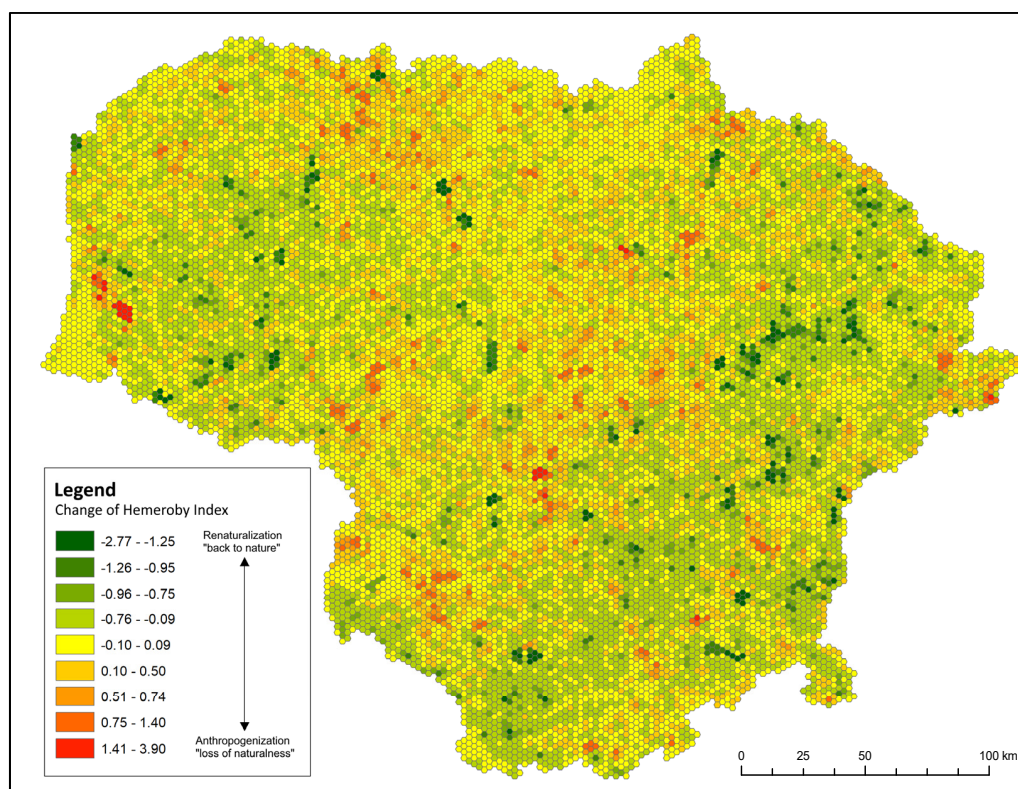 Legend
Change of Hemeroby Index
-2.77 - -1.25
-1.26 - -0.95
-0.96 - -0.75
-0.76 - -0.09
-0.10 - 0.09
0.10 - 0.50
0.51 - 0.74
0.75 - 1.40
1.41 - 3.90
Renaturalization
"back to nature"
Anthropogenization
"loss of naturalness"
0 25 50 100 km